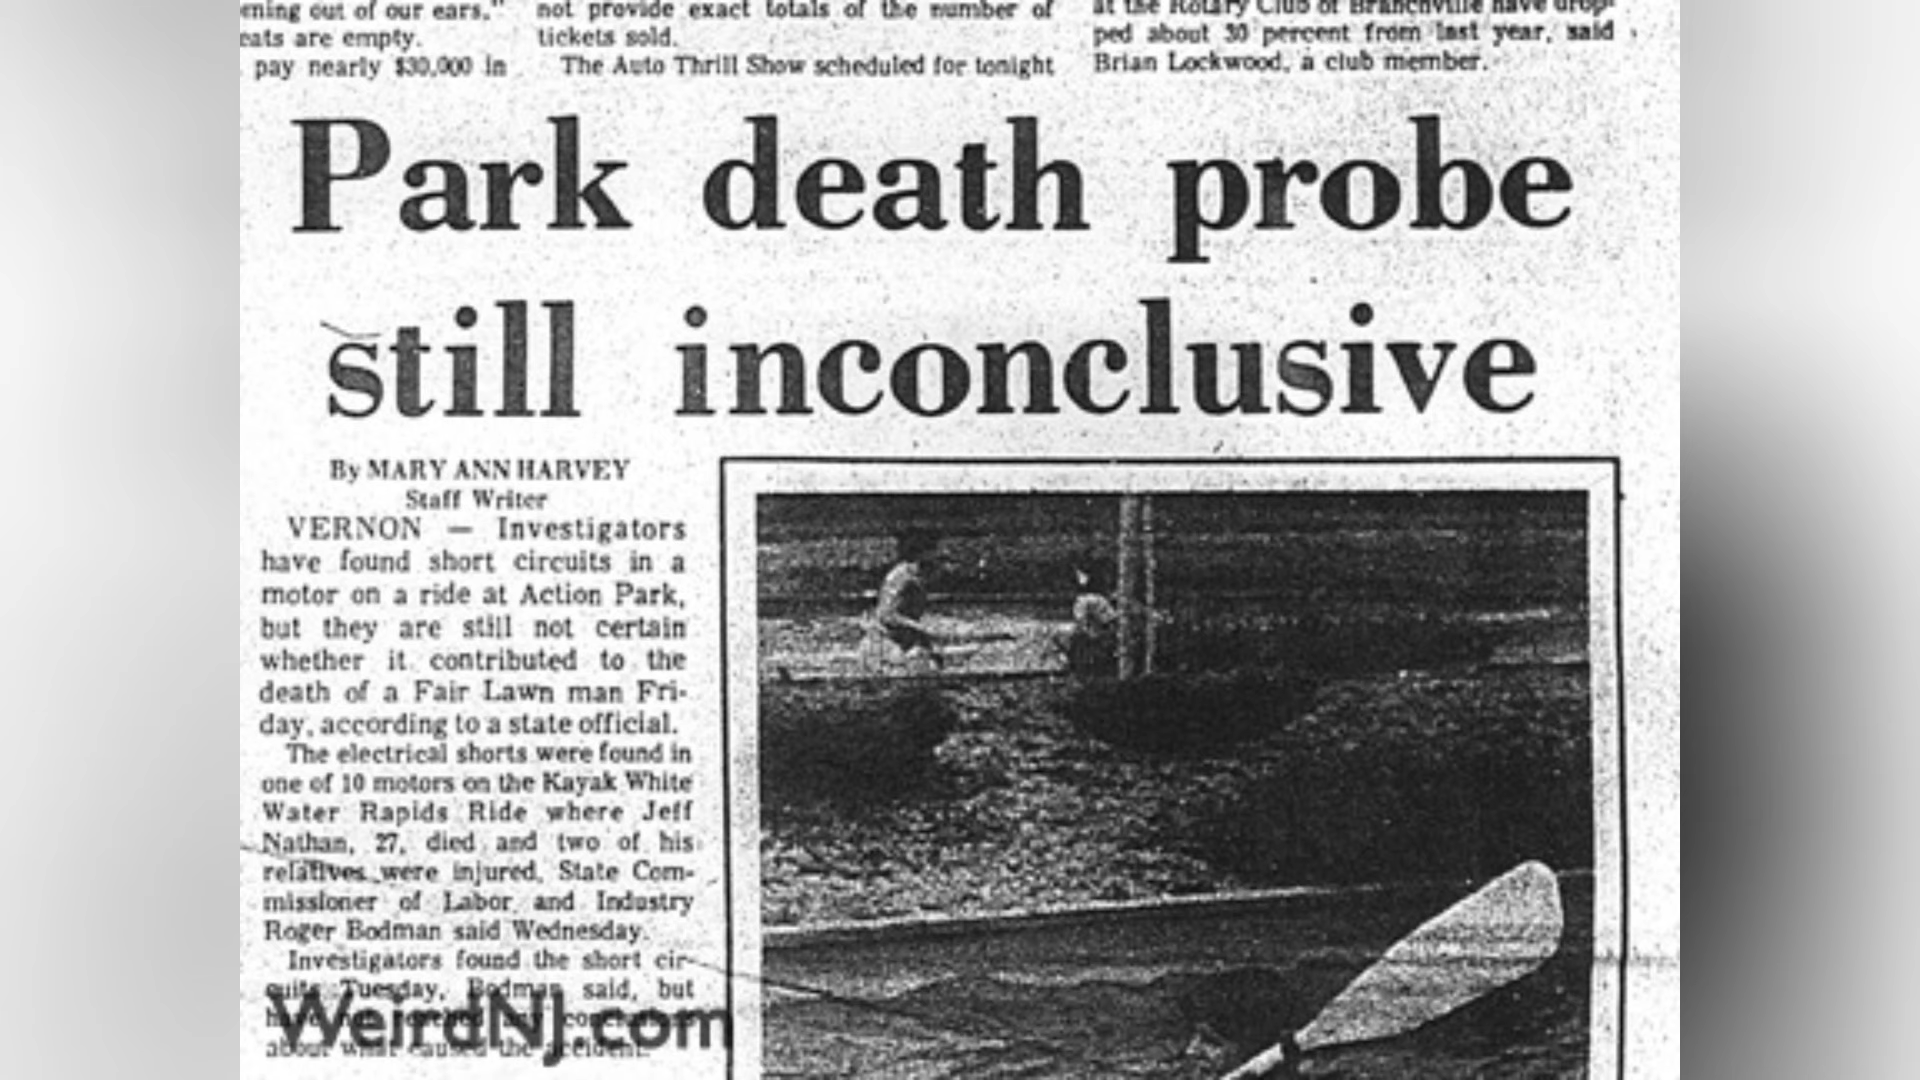 ming out of our ears."
eats are empty.
pay nearly $30,000 in
not provide exact totals of the number of
tickets sold.
The Auto Thrill Show scheduled for tonight
at the Rotary Club of Branchville have drop-
ped about 30 percent from last year, said
Brian Lockwood, a club member.
Park death probe
still inconclusive
By MARY ANN HARVEY
Staff Writer
VERNON — Investigators
have found short circuits in a
motor on a ride at Action Park,
but they are still not certain
whether it contributed to the
death of a Fair Lawn man Fri-
day, according to a state official.
The electrical shorts were found in
one of 10 motors on the Kayak White
Water Rapids Ride where Jeff
Nathan, 27, died and two of his
relatives were injured, State Com-
missioner of Labor and Industry
Roger Bodman said Wednesday.
Investigators found the short cir-
cuits Tuesday, Bodman said, but
about what caused the accident.
WeirdNJ.com